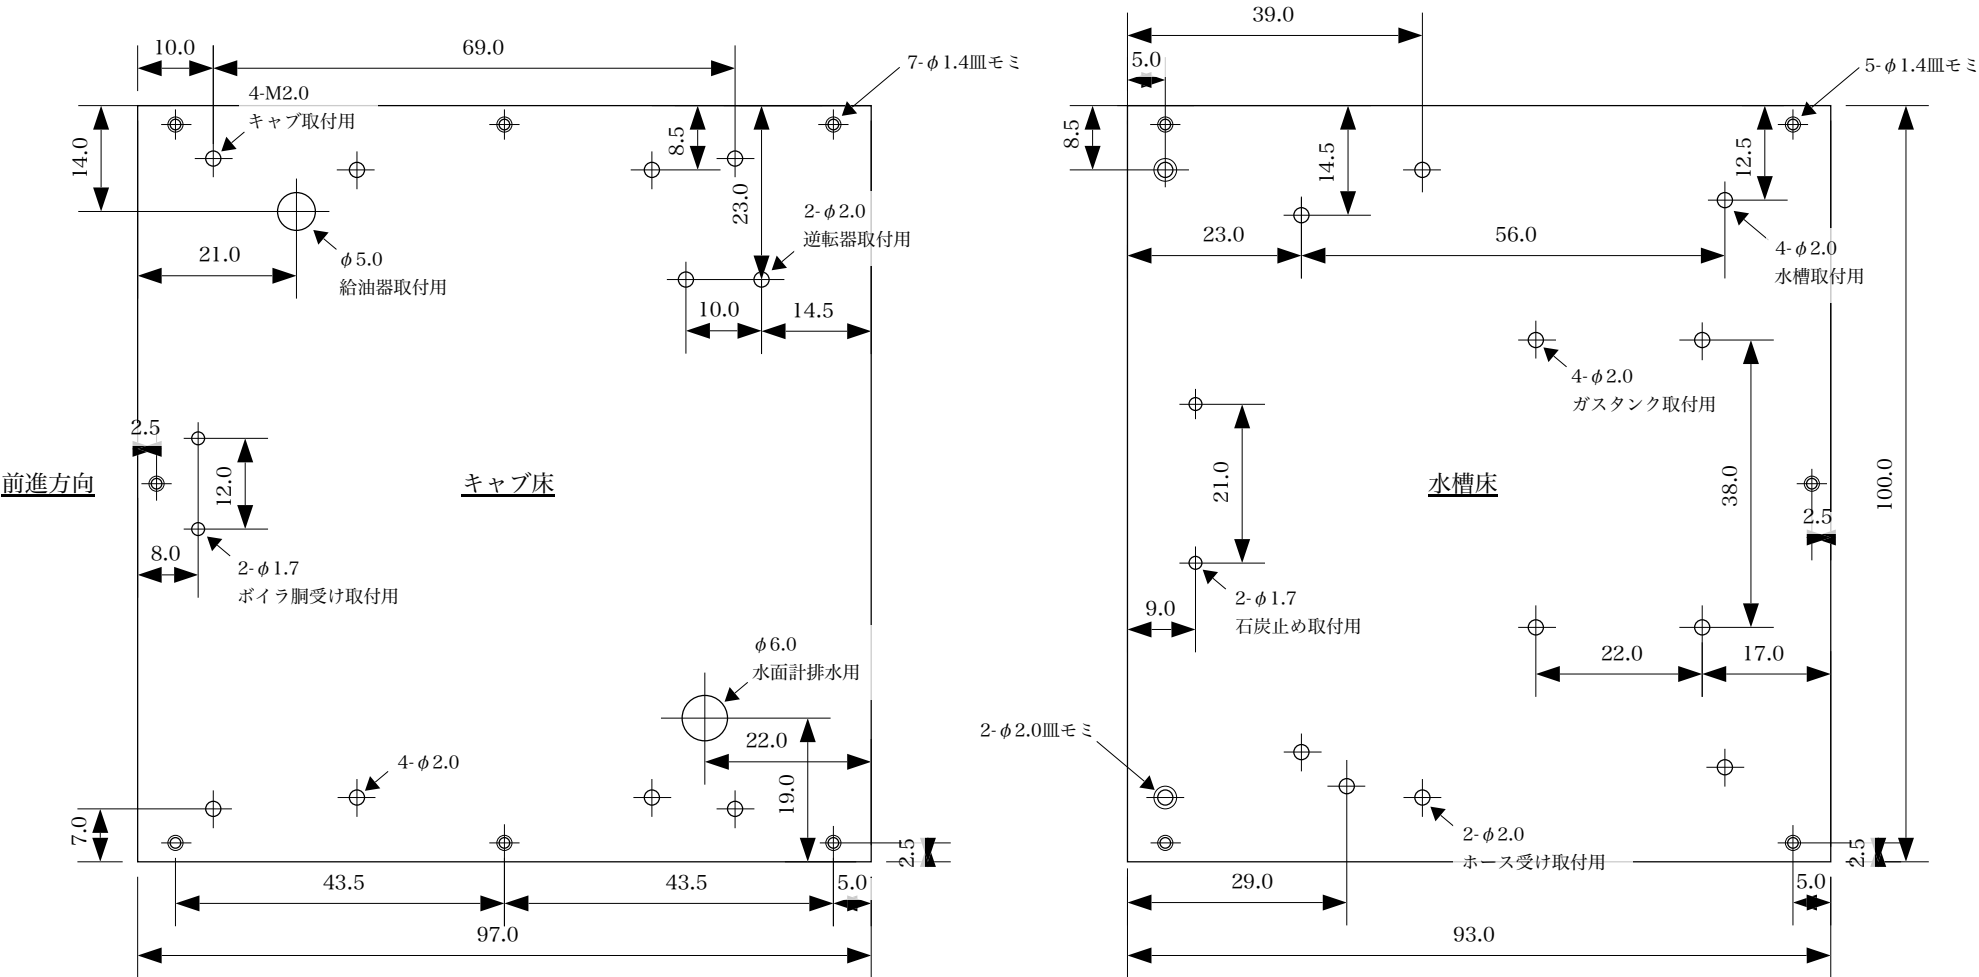 10.0
69.0
7-φ1.4皿モミ
4-M2.0
キャブ取付用
14.0
8.5
23.0
2-φ2.0
逆転器取付用
21.0
φ5.0
給油器取付用
10.0
14.5
2.5
前進方向
12.0
キャブ床
8.0
2-φ1.7
ボイラ胴受け取付用
φ6.0
水面計排水用
22.0
4-φ2.0
19.0
7.0
2.5
43.5
43.5
5.0
97.0
39.0
5.0
5-φ1.4皿モミ
8.5
14.5
12.5
23.0
56.0
4-φ2.0
水槽取付用
4-φ2.0
ガスタンク取付用
21.0
水槽床
38.0
100.0
2.5
9.0
2-φ1.7
石炭止め取付用
22.0
17.0
2-φ2.0皿モミ
2-φ2.0
ホース受け取付用
2.5
29.0
5.0
93.0